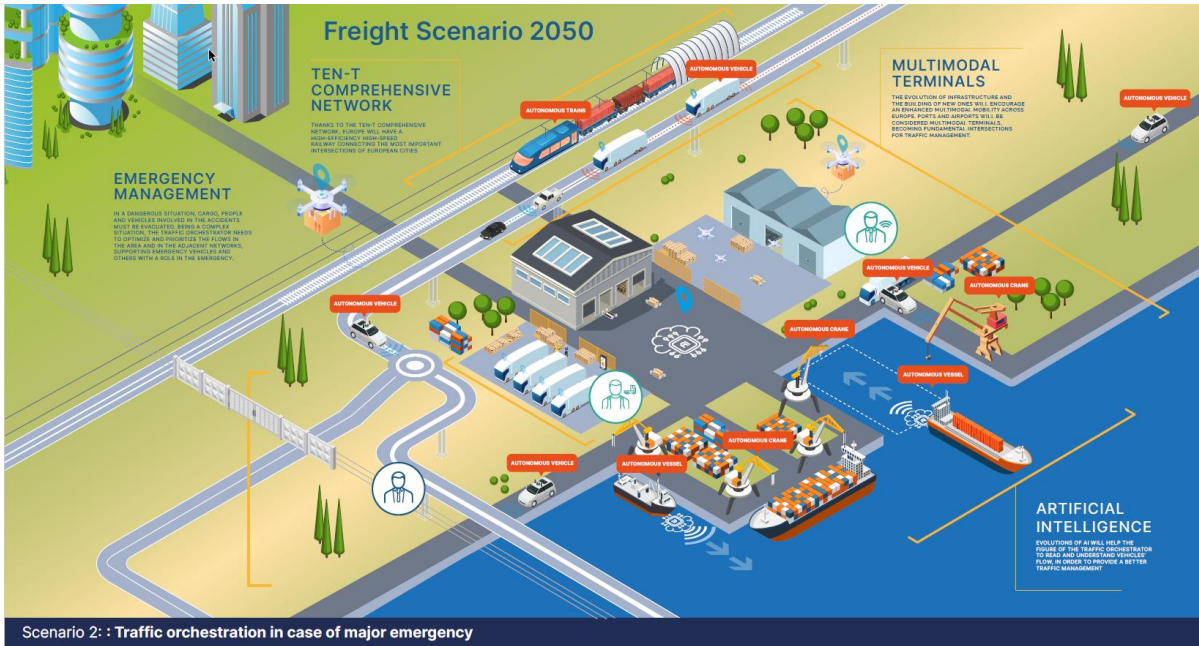 Freight Scenario 2050
TEN-T
COMPREHENSIVE
NETWORK
THANKS TO THE TEN-T COMPREHENSIVE
NETWORK, EUROPE WILL HAVE A
HIGH-EFFICIENCY HIGH-SPEED
RAILWAY CONNECTING THE MOST IMPORTANT
INTERSECTIONS OF EUROPEAN CITIES
MULTIMODAL
TERMINALS
THE EVOLUTION OF INFRASTRUCTURE AND
THE BUILDING OF NEW ONES WILL ENCOURAGE
AN ENHANCED MULTIMODAL MOBILITY ACROSS
EUROPE. PORTS AND AIRPORTS WILL BE
CONSIDERED MULTIMODAL TERMINALS,
BECOMING FUNDAMENTAL INTERSECTIONS
FOR TRAFFIC MANAGEMENT.
EMERGENCY
MANAGEMENT
IN A DANGEROUS SITUATION, CARGO, PEOPLE
AND VEHICLES INVOLVED IN THE ACCIDENTS
MUST BE EVACUATED. BEING A COMPLEX
SITUATION, THE TRAFFIC ORCHESTRATOR NEEDS
TO OPTIMIZE AND PRIORITIZE THE FLOWS IN
THE AREA AND IN THE ADJACENT NETWORKS,
SUPPORTING EMERGENCY VEHICLES AND
OTHERS WITH A ROLE IN THE EMERGENCY.
AUTONOMOUS VEHICLE
AUTONOMOUS VEHICLE
AUTONOMOUS TRAINS
AUTONOMOUS VEHICLE
AUTONOMOUS CRANE
AUTONOMOUS VEHICLE
AUTONOMOUS CRANE
AUTONOMOUS VESSEL
AUTONOMOUS CRANE
AUTONOMOUS VEHICLE
AUTONOMOUS VESSEL
ARTIFICIAL
INTELLIGENCE
EVOLUTIONS OF AI WILL HELP THE
FIGURE OF THE TRAFFIC ORCHESTRATOR
TO READ AND UNDERSTAND VEHICLES'
FLOW, IN ORDER TO PROVIDE A BETTER
TRAFFIC MANAGEMENT
Scenario 2: : Traffic orchestration in case of major emergency